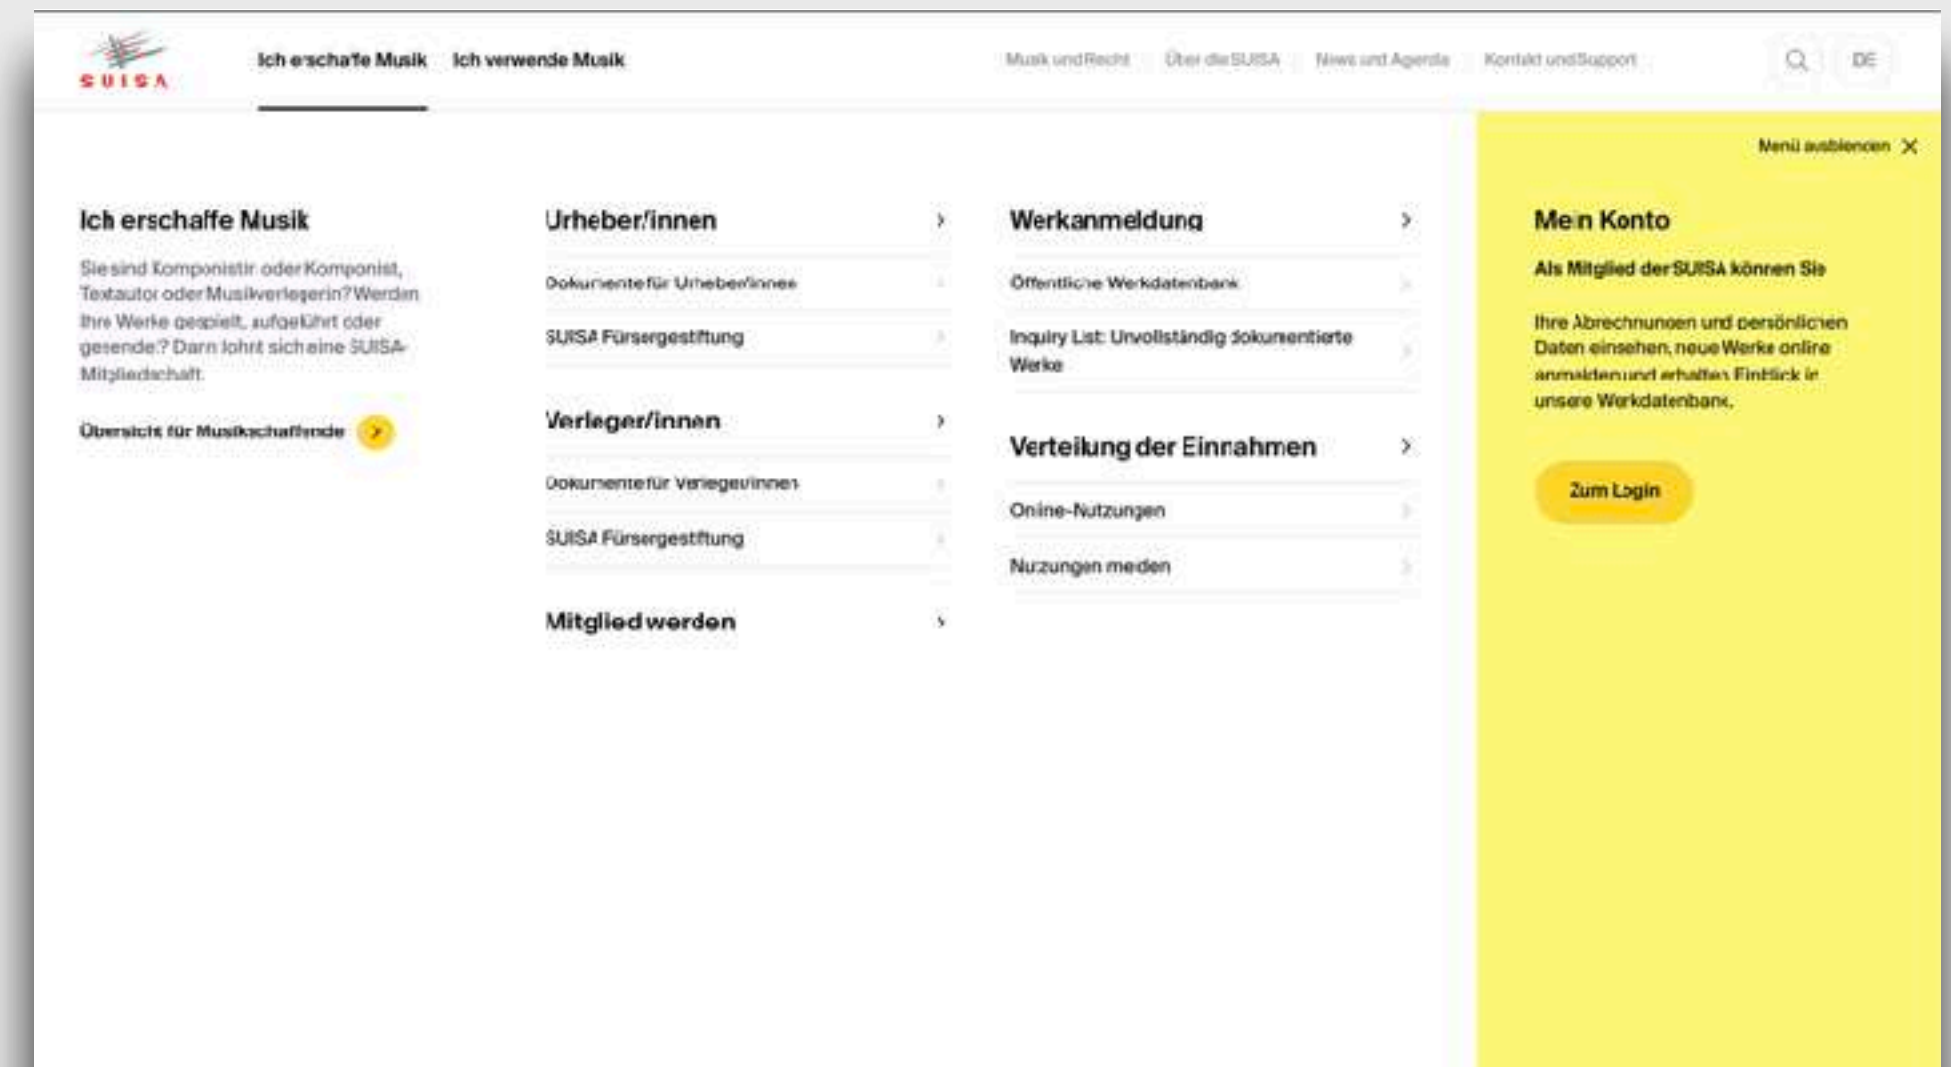 SUISA
Ich erschaffe Musik
Ich verwende Musik
Musik und Recht
Über die SUISA
News und Agenda
Kontakt und Support
DE
Menü ausblenden
Ich erschaffe Musik
Sie sind Komponistin oder Komponist,
Textautor oder Musikverlegerin? Werden
Ihre Werke gespielt, aufgeführt oder
gesendet? Dann lohnt sich eine SUISA-
Mitgliedschaft.
Übersicht für Musikschaffende
Urheber/innen
Dokumente für Urheber/innen
SUISA Fürsorgestiftung
Verleger/innen
Dokumente für Verleger/innen
SUISA Fürsorgestiftung
Mitglied werden
Werkanmeldung
Öffentliche Werkdatenbank
Inquiry List: Unvollständig dokumentierte
Werke
Verteilung der Einnahmen
Online-Nutzungen
Nutzungen melden
Mein Konto
Als Mitglied der SUISA können Sie
Ihre Abrechnungen und persönlichen
Daten einsehen, neue Werke online
anmelden und erhalten Einblick in
unsere Werkdatenbank.
Zum Login